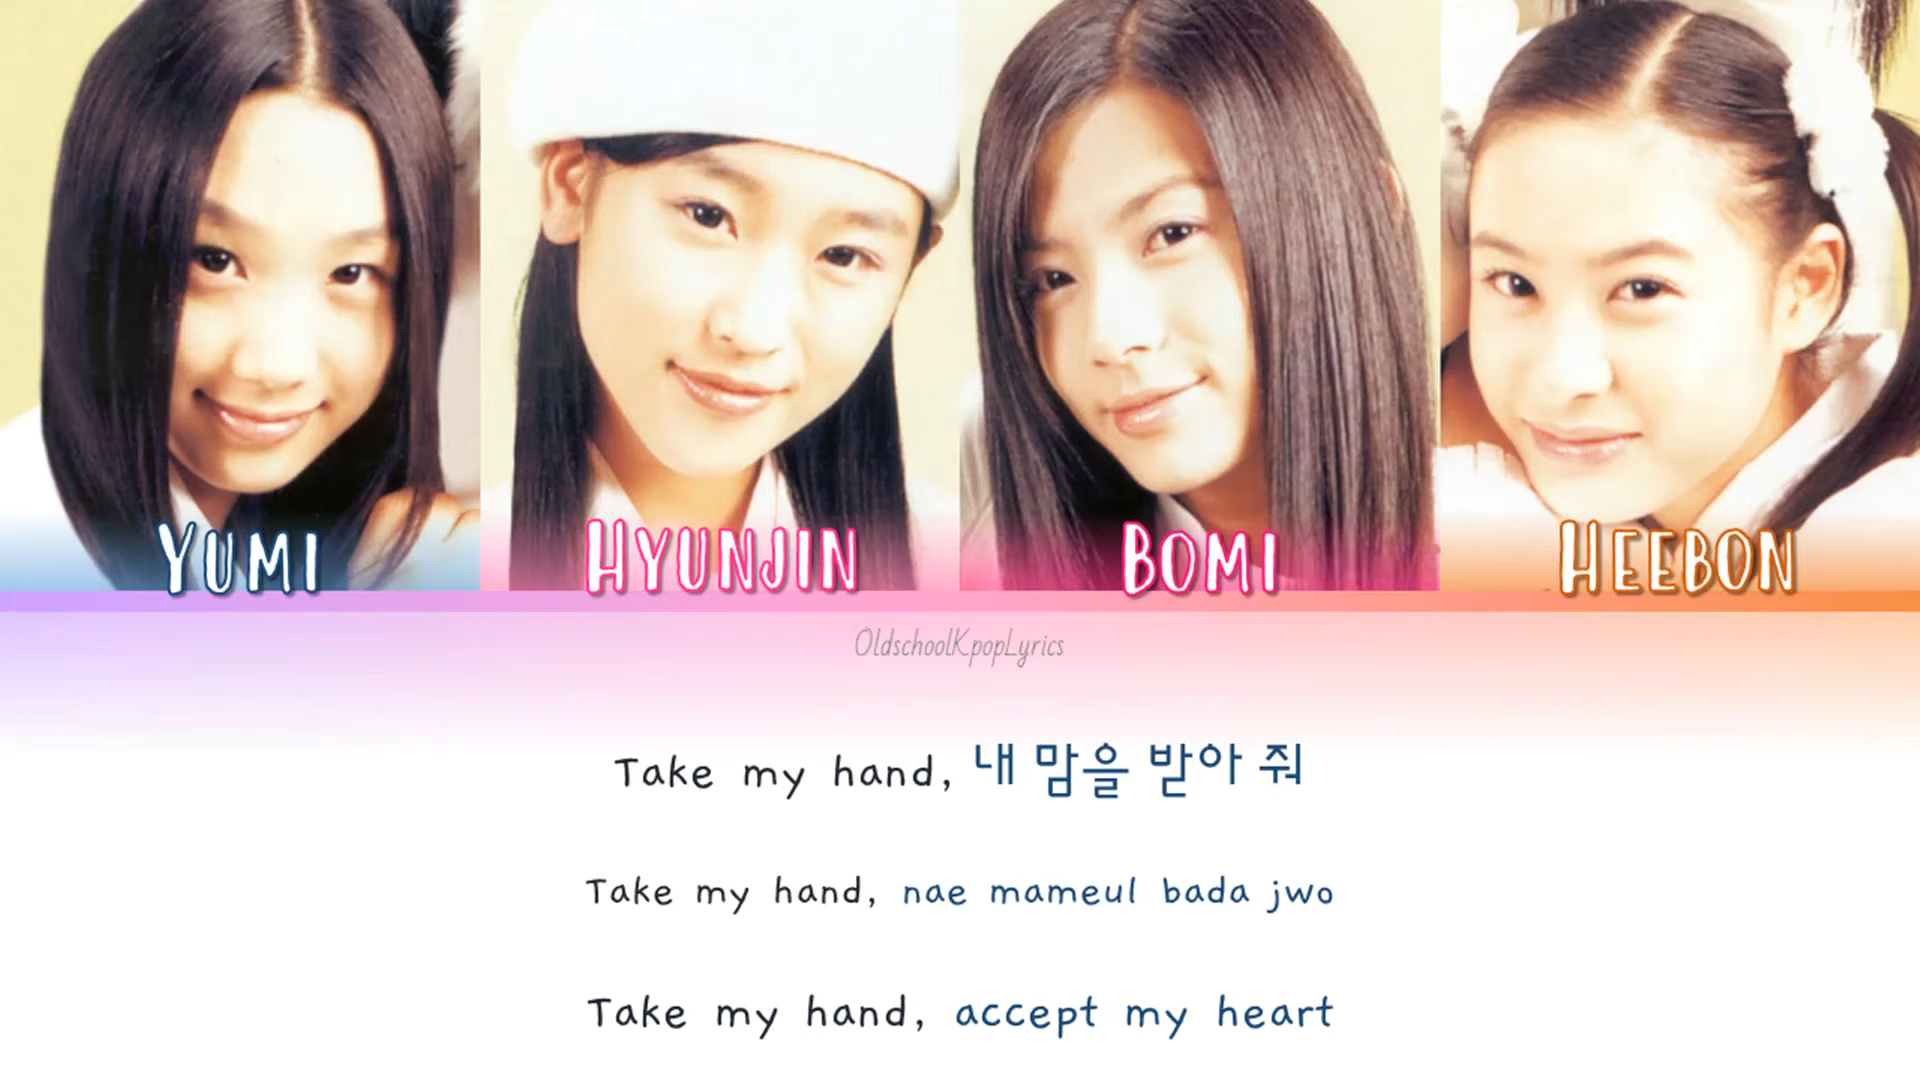 YUMI
HYUNJIN
BOMI
HEEBON
OldschoolKpopLyrics
Take my hand, 내 맘을 받아 줘
Take my hand, nae mameul bada jwo
Take my hand, accept my heart